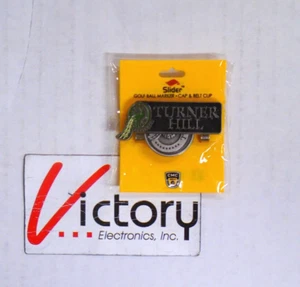 Slider
GOLF BALL MARKER • CAP & BELT CLIP
TURNER
HILL
Victory
Electronics, Inc.